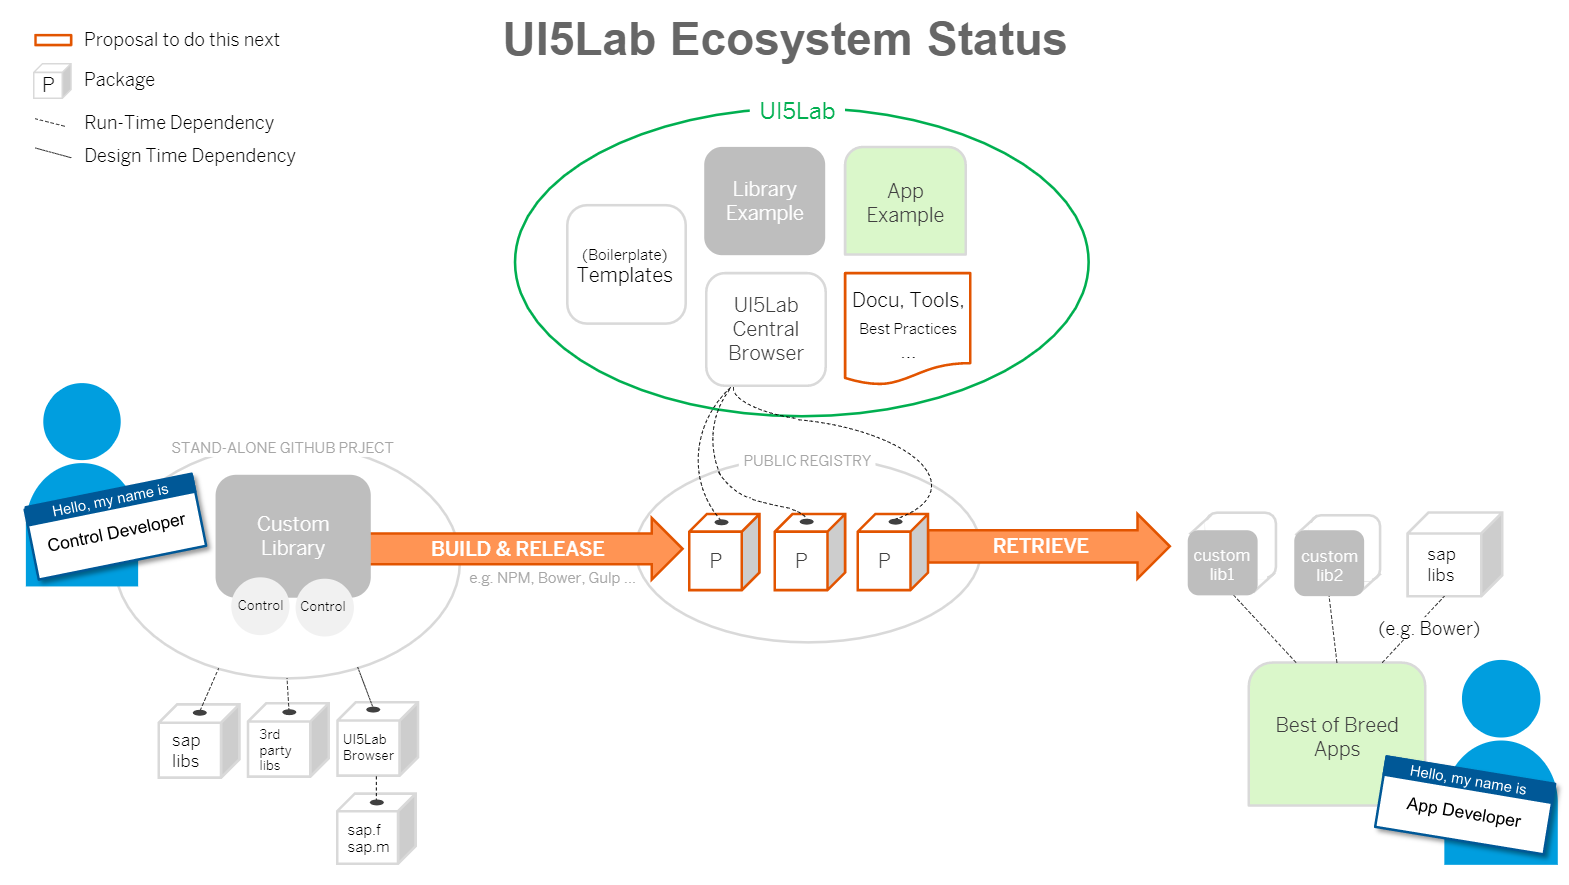 UI5Lab Ecosystem Status
Proposal to do this next
P
Package
Run-Time Dependency
Design Time Dependency
UI5Lab
Library
Example
App
Example
(Boilerplate)
Templates
UI5Lab
Central
Browser
Docu, Tools,
Best Practices
...
STAND-ALONE GITHUB PRJECT
Hello, my name is
Control Developer
Custom
Library
Control
Control
BUILD & RELEASE
e.g. NPM, Bower, Gulp ...
PUBLIC REGISTRY
P
P
P
RETRIEVE
custom
lib1
custom
lib2
sap
libs
(e.g. Bower)
sap
libs
3rd
party
libs
UI5Lab
Browser
sap.f
sap.m
Best of Breed
Apps
Hello, my name is
App Developer